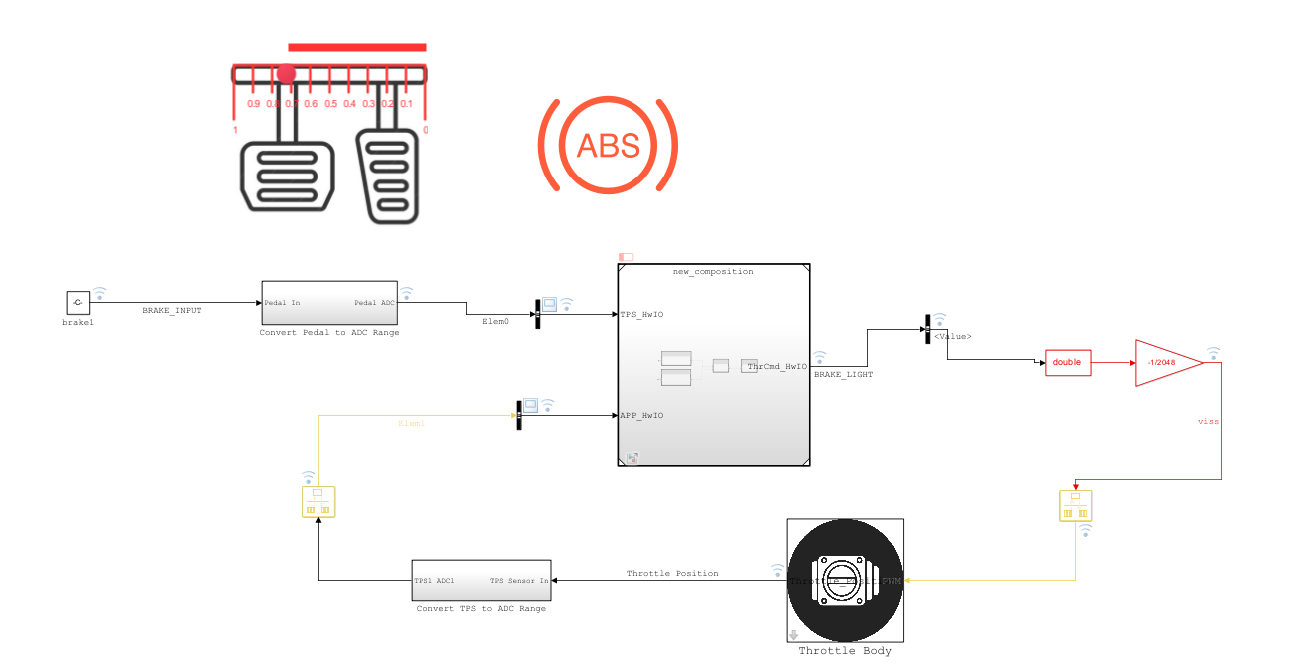 0.9 0.8 0.7 0.6 0.5 0.4 0.3 0.2 0.1
1 0
ABS
new_composition
-C-
brake1
BRAKE_INPUT
Pedal In Pedal ADC
Convert Pedal to ADC Range
Elem0
TPS_HwIO
ThrCmd_HwIO
BRAKE_LIGHT
<Value>
double
-1/2048
APP_HwIO
Elem1
viss
TPS1 ADC1 TPS Sensor In
Convert TPS to ADC Range
Throttle Position
PWM
Throttle Body